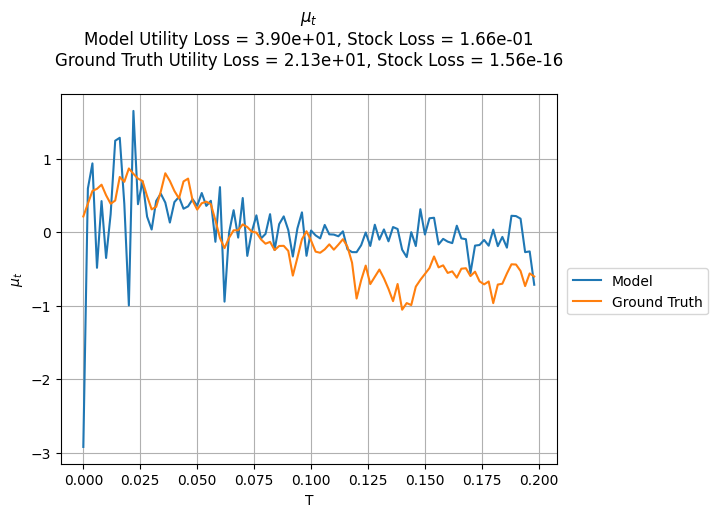 μt
Model Utility Loss = 3.90e+01, Stock Loss = 1.66e-01
Ground Truth Utility Loss = 2.13e+01, Stock Loss = 1.56e-16
1
0
−1
−2
−3
μt
0.000 0.025 0.050 0.075 0.100 0.125 0.150 0.175 0.200
T
Model
Ground Truth